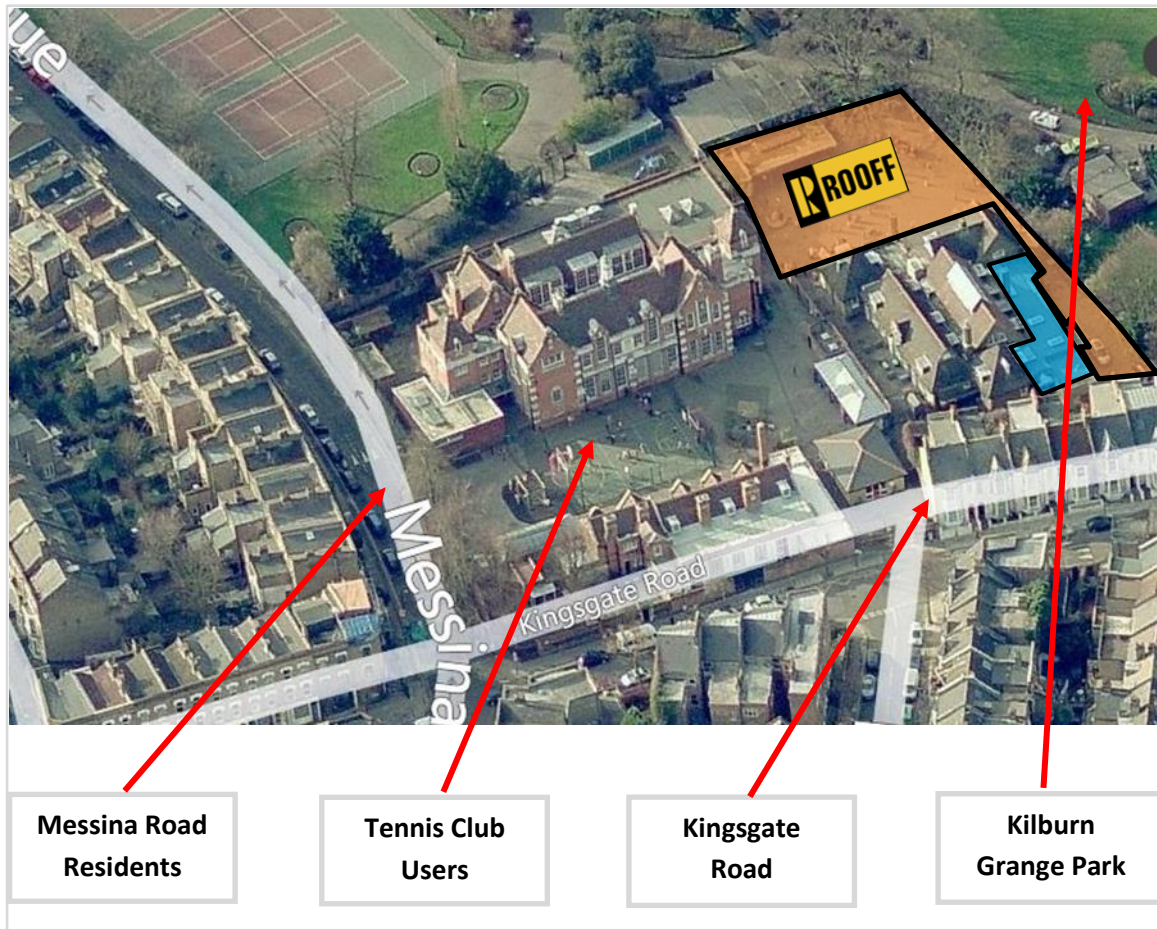 ue
ROOFF
Messina
Kingsgate Road
Messina Road
Residents
Tennis Club
Users
Kingsgate
Road
Kilburn
Grange Park